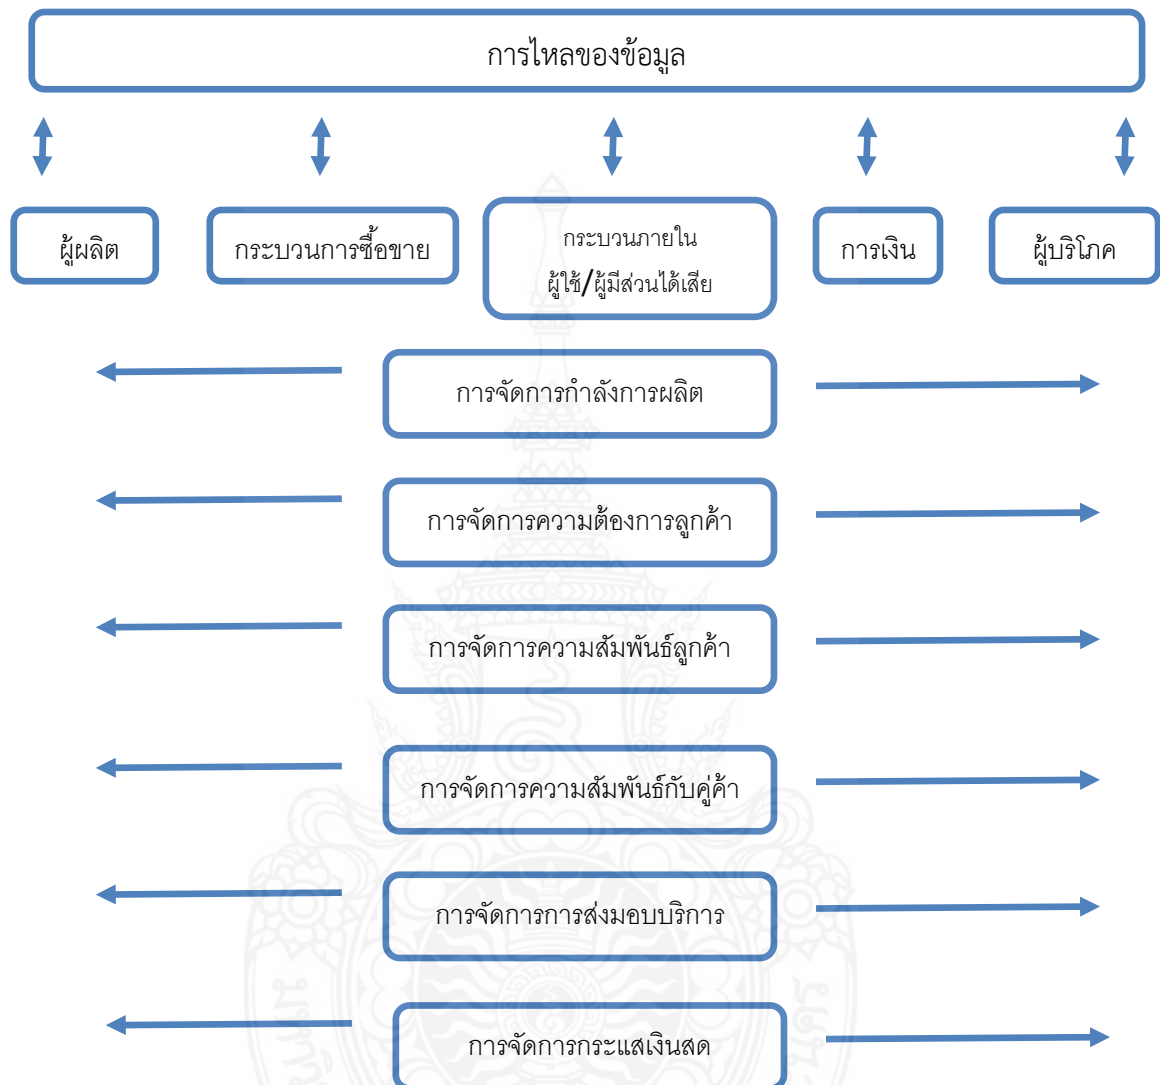 การไหลของข้อมูล
ผู้ผลิต
กระบวนการซื้อขาย
กระบวนภายใน
ผู้ใช้/ผู้มีส่วนได้เสีย
การเงิน
ผู้บริโภค
การจัดการกำลังการผลิต
การจัดการความต้องการลูกค้า
การจัดการความสัมพันธ์ลูกค้า
การจัดการความสัมพันธ์กับคู่ค้า
การจัดการการส่งมอบบริการ
การจัดการกระแสเงินสด